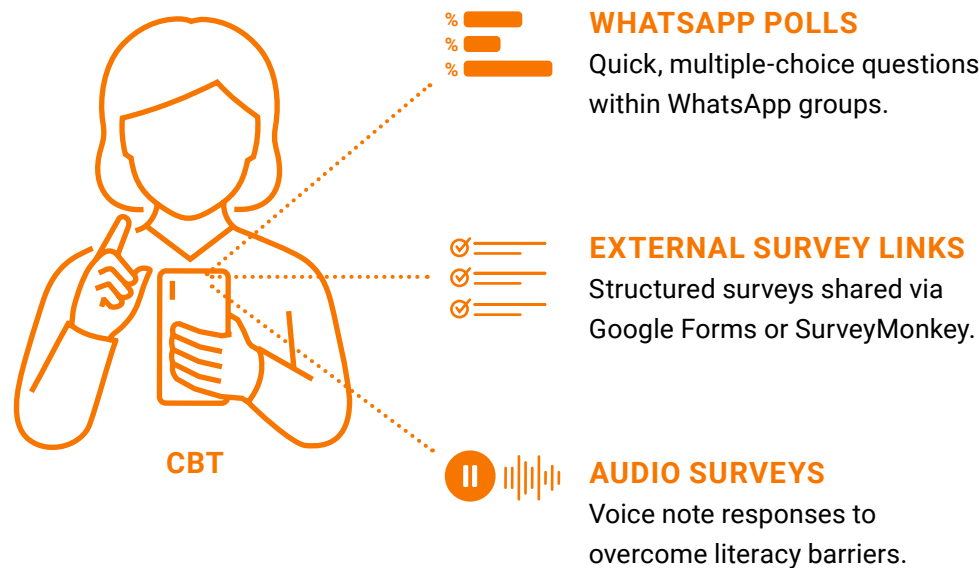 %
%
%
WHATSAPP POLLS
Quick, multiple-choice questions
within WhatsApp groups.
EXTERNAL SURVEY LINKS
Structured surveys shared via
Google Forms or SurveyMonkey.
CBT
AUDIO SURVEYS
Voice note responses to
overcome literacy barriers.